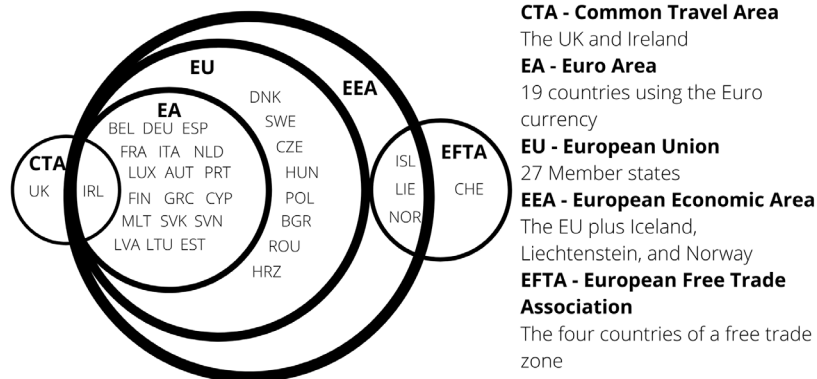 EU
EEA
EA
DNK
SWE
CZE
HUN
POL
BGR
ROU
HRZ
BEL DEU ESP
FRA ITA NLD
LUX AUT PRT
FIN GRC CYP
MLT SVK SVN
LVA LTU EST
CTA
UK IRL
EFTA
ISL
LIE
NOR
CHE
CTA - Common Travel Area
The UK and Ireland
EA - Euro Area
19 countries using the Euro
currency
EU - European Union
27 Member states
EEA - European Economic Area
The EU plus Iceland,
Liechtenstein, and Norway
EFTA - European Free Trade
Association
The four countries of a free trade
zone